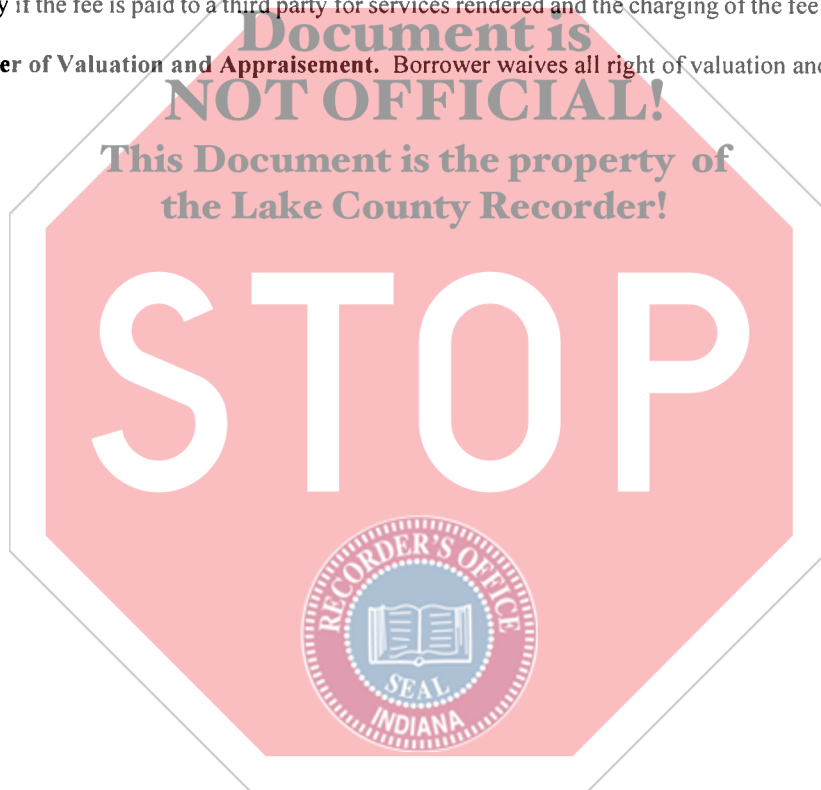 if the fee is paid to a third party for services rendered and the charging of the fee
Document is
er of Valuation and Appraisement. Borrower waives all right of valuation and
NOT OFFICIAL!
This Document is the property of
the Lake County Recorder!
STOP
RECORDER'S OFFICE
SEAL
INDIANA